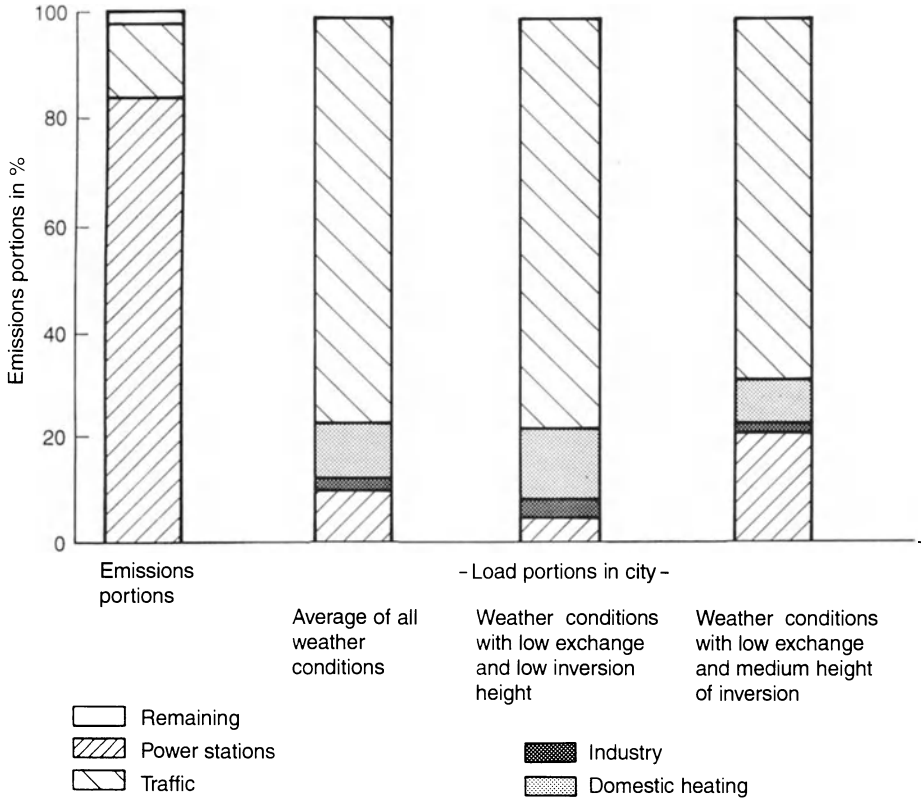 Emissions portions in %
100
80
60
40
20
0
Emissions
portions
- Load portions in city -
Average of all
weather
conditions
Weather conditions
with low exchange
and low inversion
height
Weather conditions
with low exchange
and medium height
of inversion
Remaining
Power stations
Traffic
Industry
Domestic heating